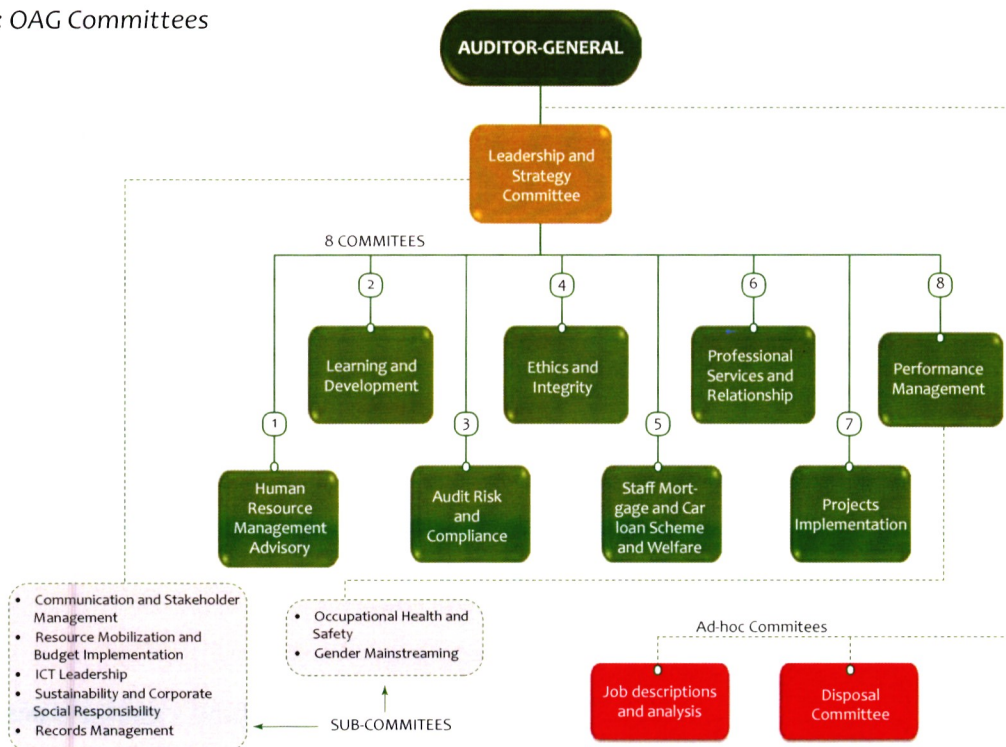 : OAG Committees
AUDITOR-GENERAL
Leadership and
Strategy
Committee
8 COMMITEES
2
4
6
8
Learning and
Development
Ethics and
Integrity
Professional
Services and
Relationship
Performance
Management
1
3
5
7
Human
Resource
Management
Advisory
Audit Risk
and
Compliance
Staff Mort-
gage and Car
loan Scheme
and Welfare
Projects
Implementation
• Communication and Stakeholder
Management
• Resource Mobilization and
Budget Implementation
• ICT Leadership
• Sustainability and Corporate
Social Responsibility
• Records Management
• Occupational Health and
Safety
• Gender Mainstreaming
SUB-COMMITEES
Ad-hoc Commitees
Job descriptions
and analysis
Disposal
Committee